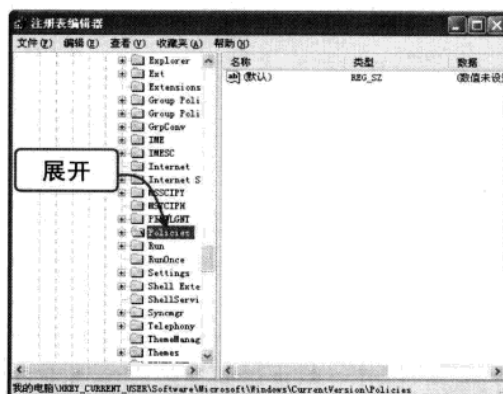 注册表编辑器
文件(F) 编辑(E) 查看(V) 收藏夹(A) 帮助(H)
Explorer
Ext
Extensions
Group Poli
Group Poli
GrpConv
IME
IMESC
Internet
Internet S
展开
MSSCIPY
Policies
Run
RunOnce
Settings
Shell Exte
ShellServi
Syncmgr
Telephony
ThemeManag
Themes
名称 类型 数据
ab (默认) REG_SZ (数值未设
我的电脑\HKEY_CURRENT_USER\Software\Microsoft\Windows\CurrentVersion\Policies